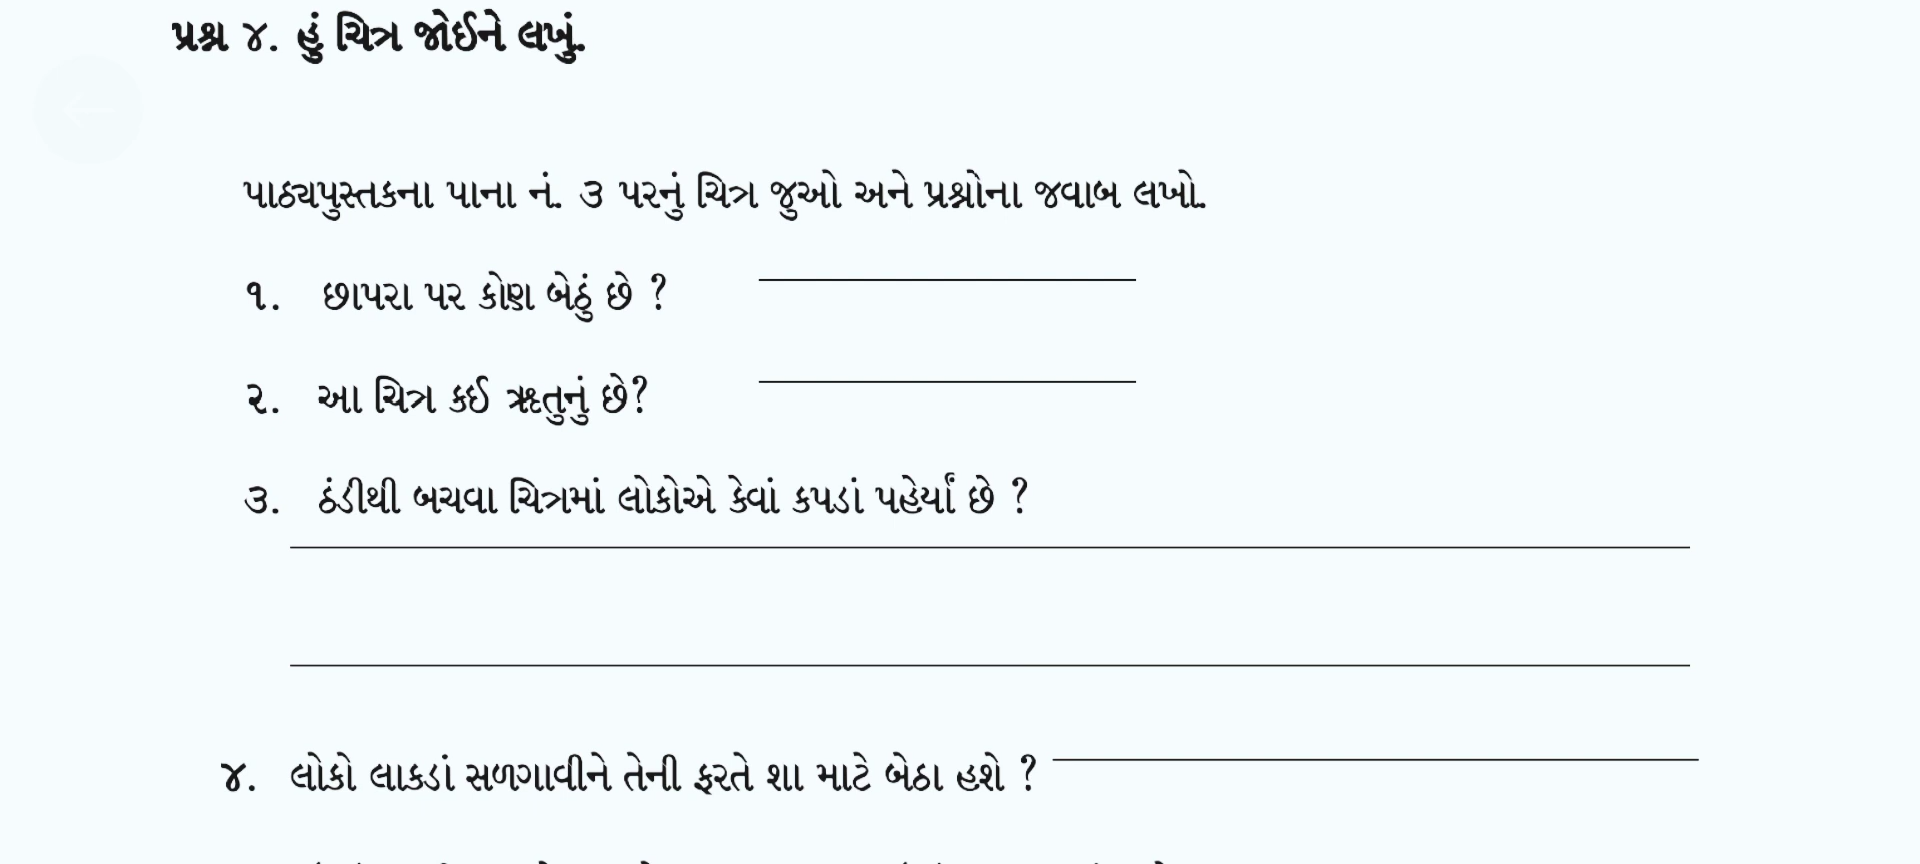 પ્રશ્ન ૪. હું ચિત્ર જોઈને લખું.
પાઠ્યપુસ્તકના પાના નં. ૩ પરનું ચિત્ર જુઓ અને પ્રશ્નોના જવાબ લખો.
૧. છાપરા પર કોણ બેઠું છે ?
૨. આ ચિત્ર કઈ ઋતુનું છે?
૩. ઠંડીથી બચવા ચિત્રમાં લોકોએ કેવાં કપડાં પહેર્યાં છે ?
૪. લોકો લાકડાં સળગાવીને તેની ફરતે શા માટે બેઠા હશે ?